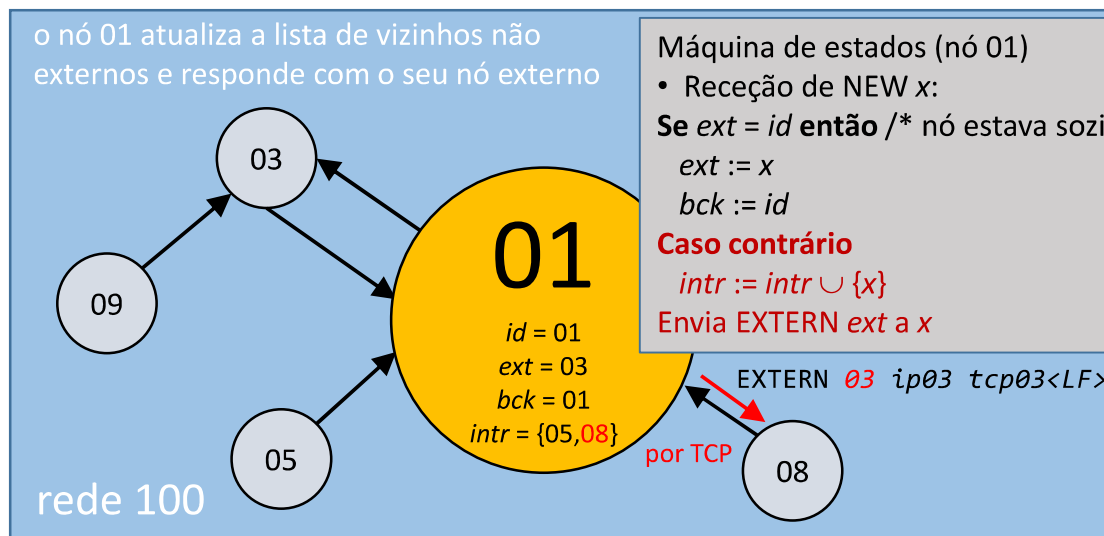 o nó 01 atualiza a lista de vizinhos não
externos e responde com o seu nó externo
Máquina de estados (nó 01)
• Receção de NEW x:
Se ext = id então /* nó estava sozi
ext := x
bck := id
Caso contrário
intr := intr ∪ {x}
Envia EXTERN ext a x
03
09
01
id = 01
ext = 03
bck = 01
intr = {05,08}
EXTERN 03 ip03 tcp03<LF>
por TCP
05
08
rede 100